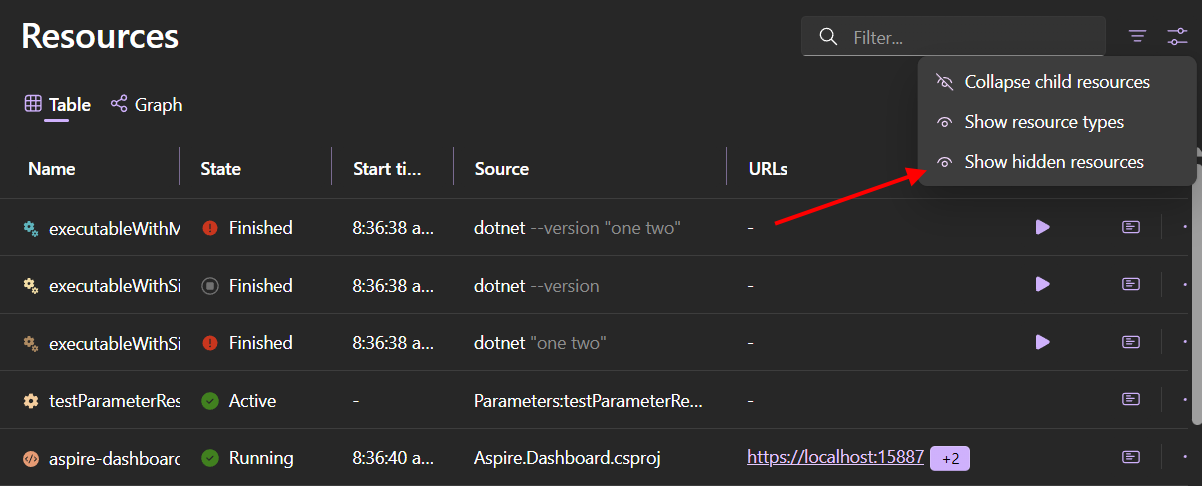 Resources
Filter...
Collapse child resources
Show resource types
Show hidden resources
Table Graph
Name State Start ti... Source URLs
executableWithM Finished 8:36:38 a... dotnet --version "one two" -
executableWithSi Finished 8:36:38 a... dotnet --version -
executableWithSi Finished 8:36:38 a... dotnet "one two" -
testParameterRes Active - Parameters:testParameterRe... -
aspire-dashboard Running 8:36:40 a... Aspire.Dashboard.csproj https://localhost:15887 +2